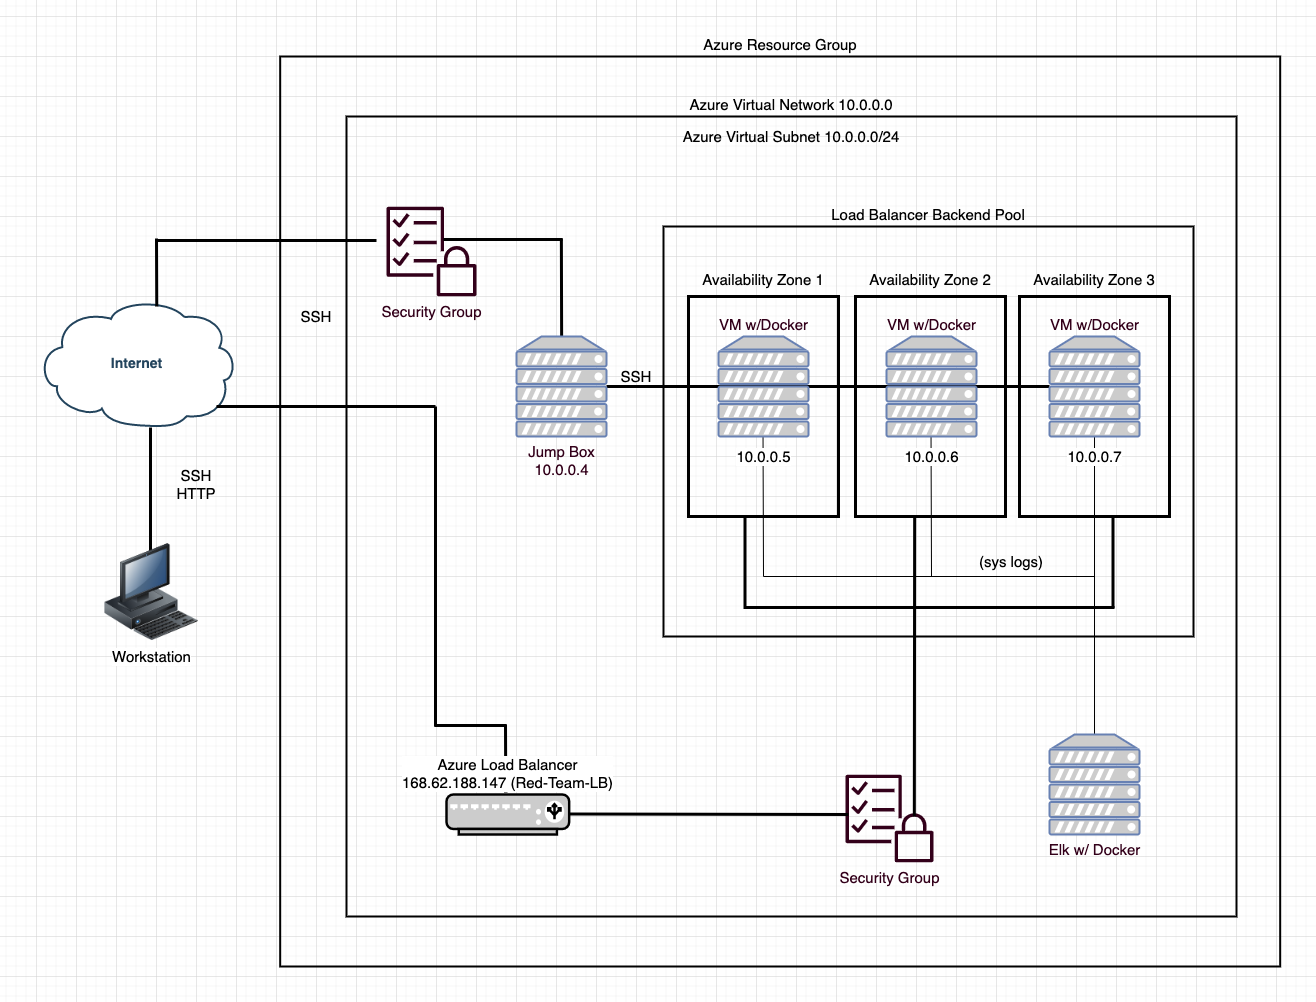 Azure Resource Group
Azure Virtual Network 10.0.0.0
Azure Virtual Subnet 10.0.0.0/24
Load Balancer Backend Pool
Availability Zone 1
Availability Zone 2
Availability Zone 3
Security Group
SSH
VM w/Docker
VM w/Docker
VM w/Docker
Internet
SSH
Jump Box
10.0.0.4
10.0.0.5
10.0.0.6
10.0.0.7
SSH
HTTP
(sys logs)
Workstation
Azure Load Balancer
168.62.188.147 (Red-Team-LB)
Elk w/ Docker
Security Group